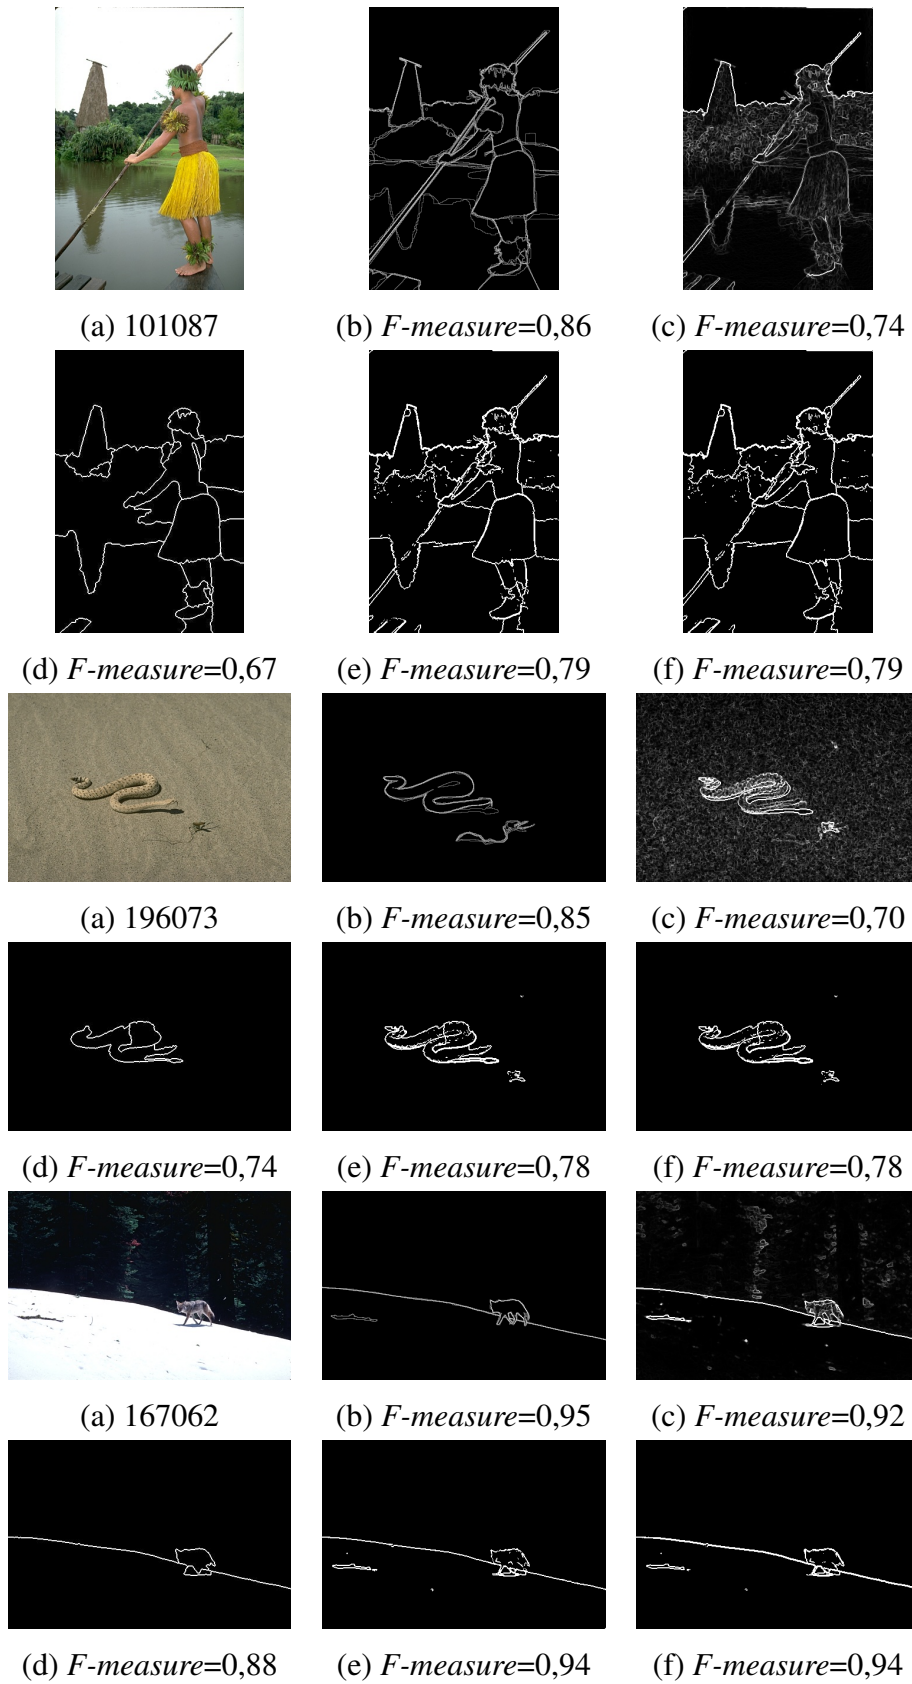 (a) 101087 (b) F-measure=0,86 (c) F-measure=0,74
(d) F-measure=0,67 (e) F-measure=0,79 (f) F-measure=0,79
(a) 196073 (b) F-measure=0,85 (c) F-measure=0,70
(d) F-measure=0,74 (e) F-measure=0,78 (f) F-measure=0,78
(a) 167062 (b) F-measure=0,95 (c) F-measure=0,92
(d) F-measure=0,88 (e) F-measure=0,94 (f) F-measure=0,94